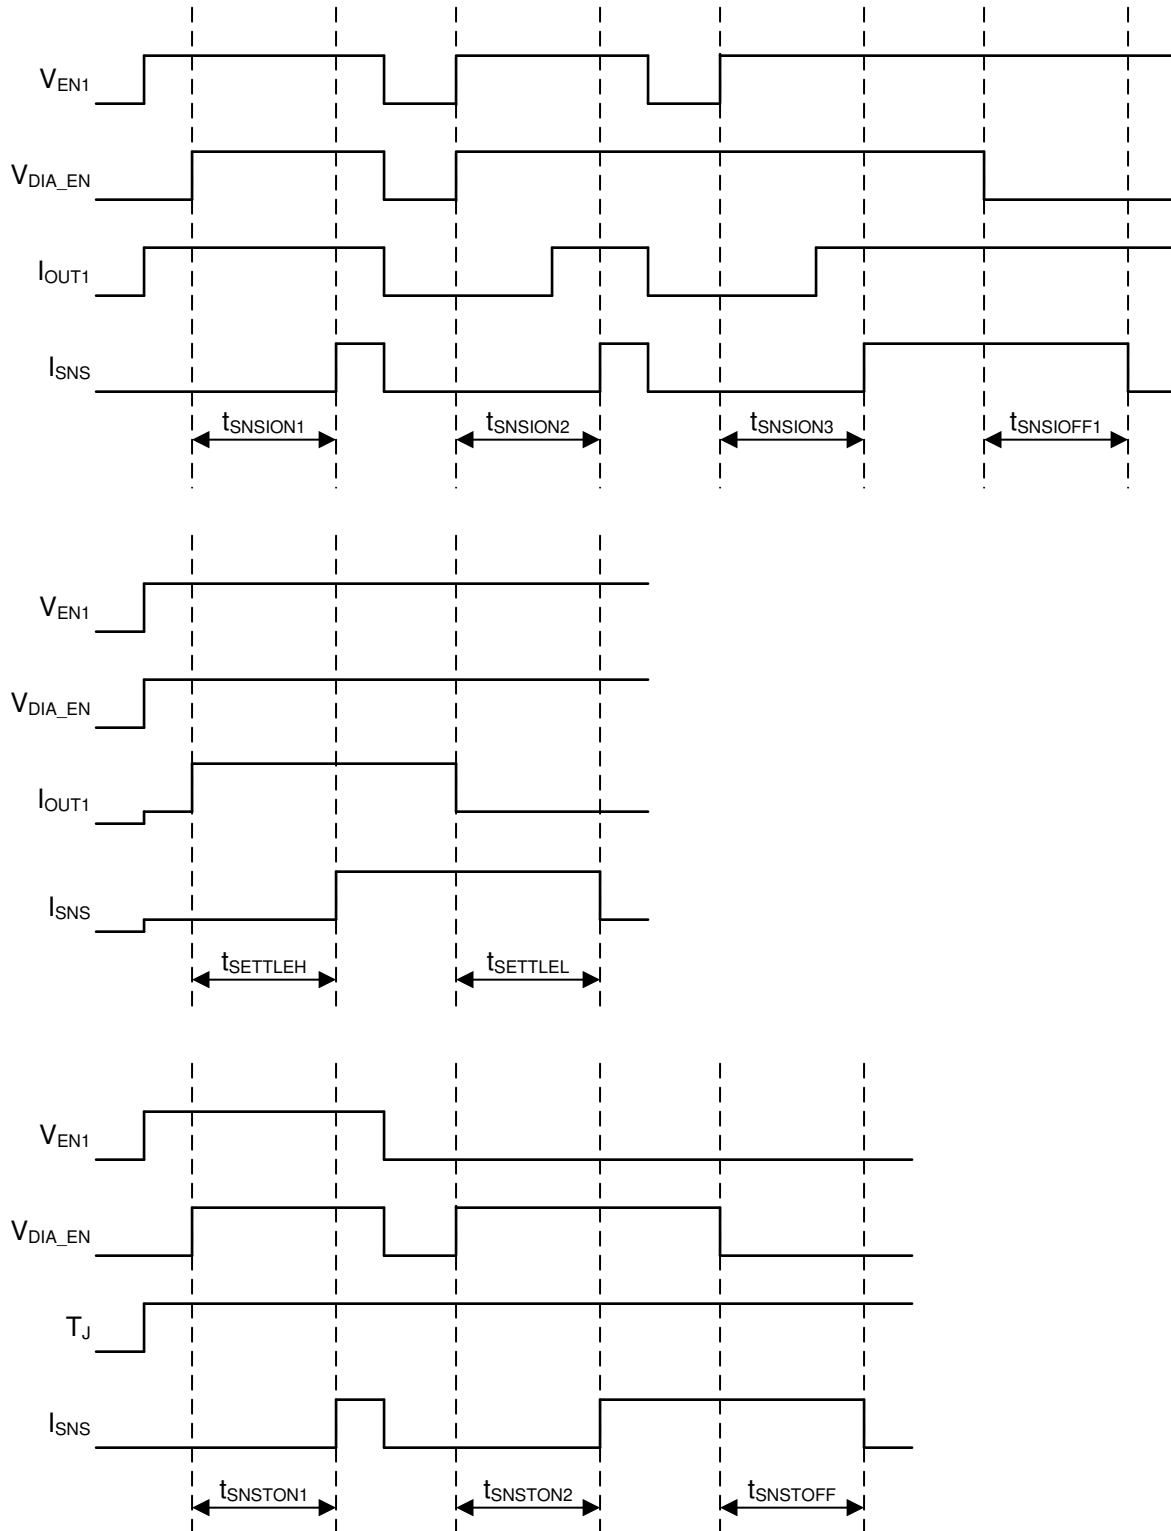 VEN1
VDIA_EN
IOUT1
ISNS
tSNSION1 tSNSION2 tSNSION3 tSNSIOFF1
VEN1
VDIA_EN
IOUT1
ISNS
tSETTLEH tSETTLEL
VEN1
VDIA_EN
TJ
ISNS
tSNSTON1 tSNSTON2 tSNSTOFF